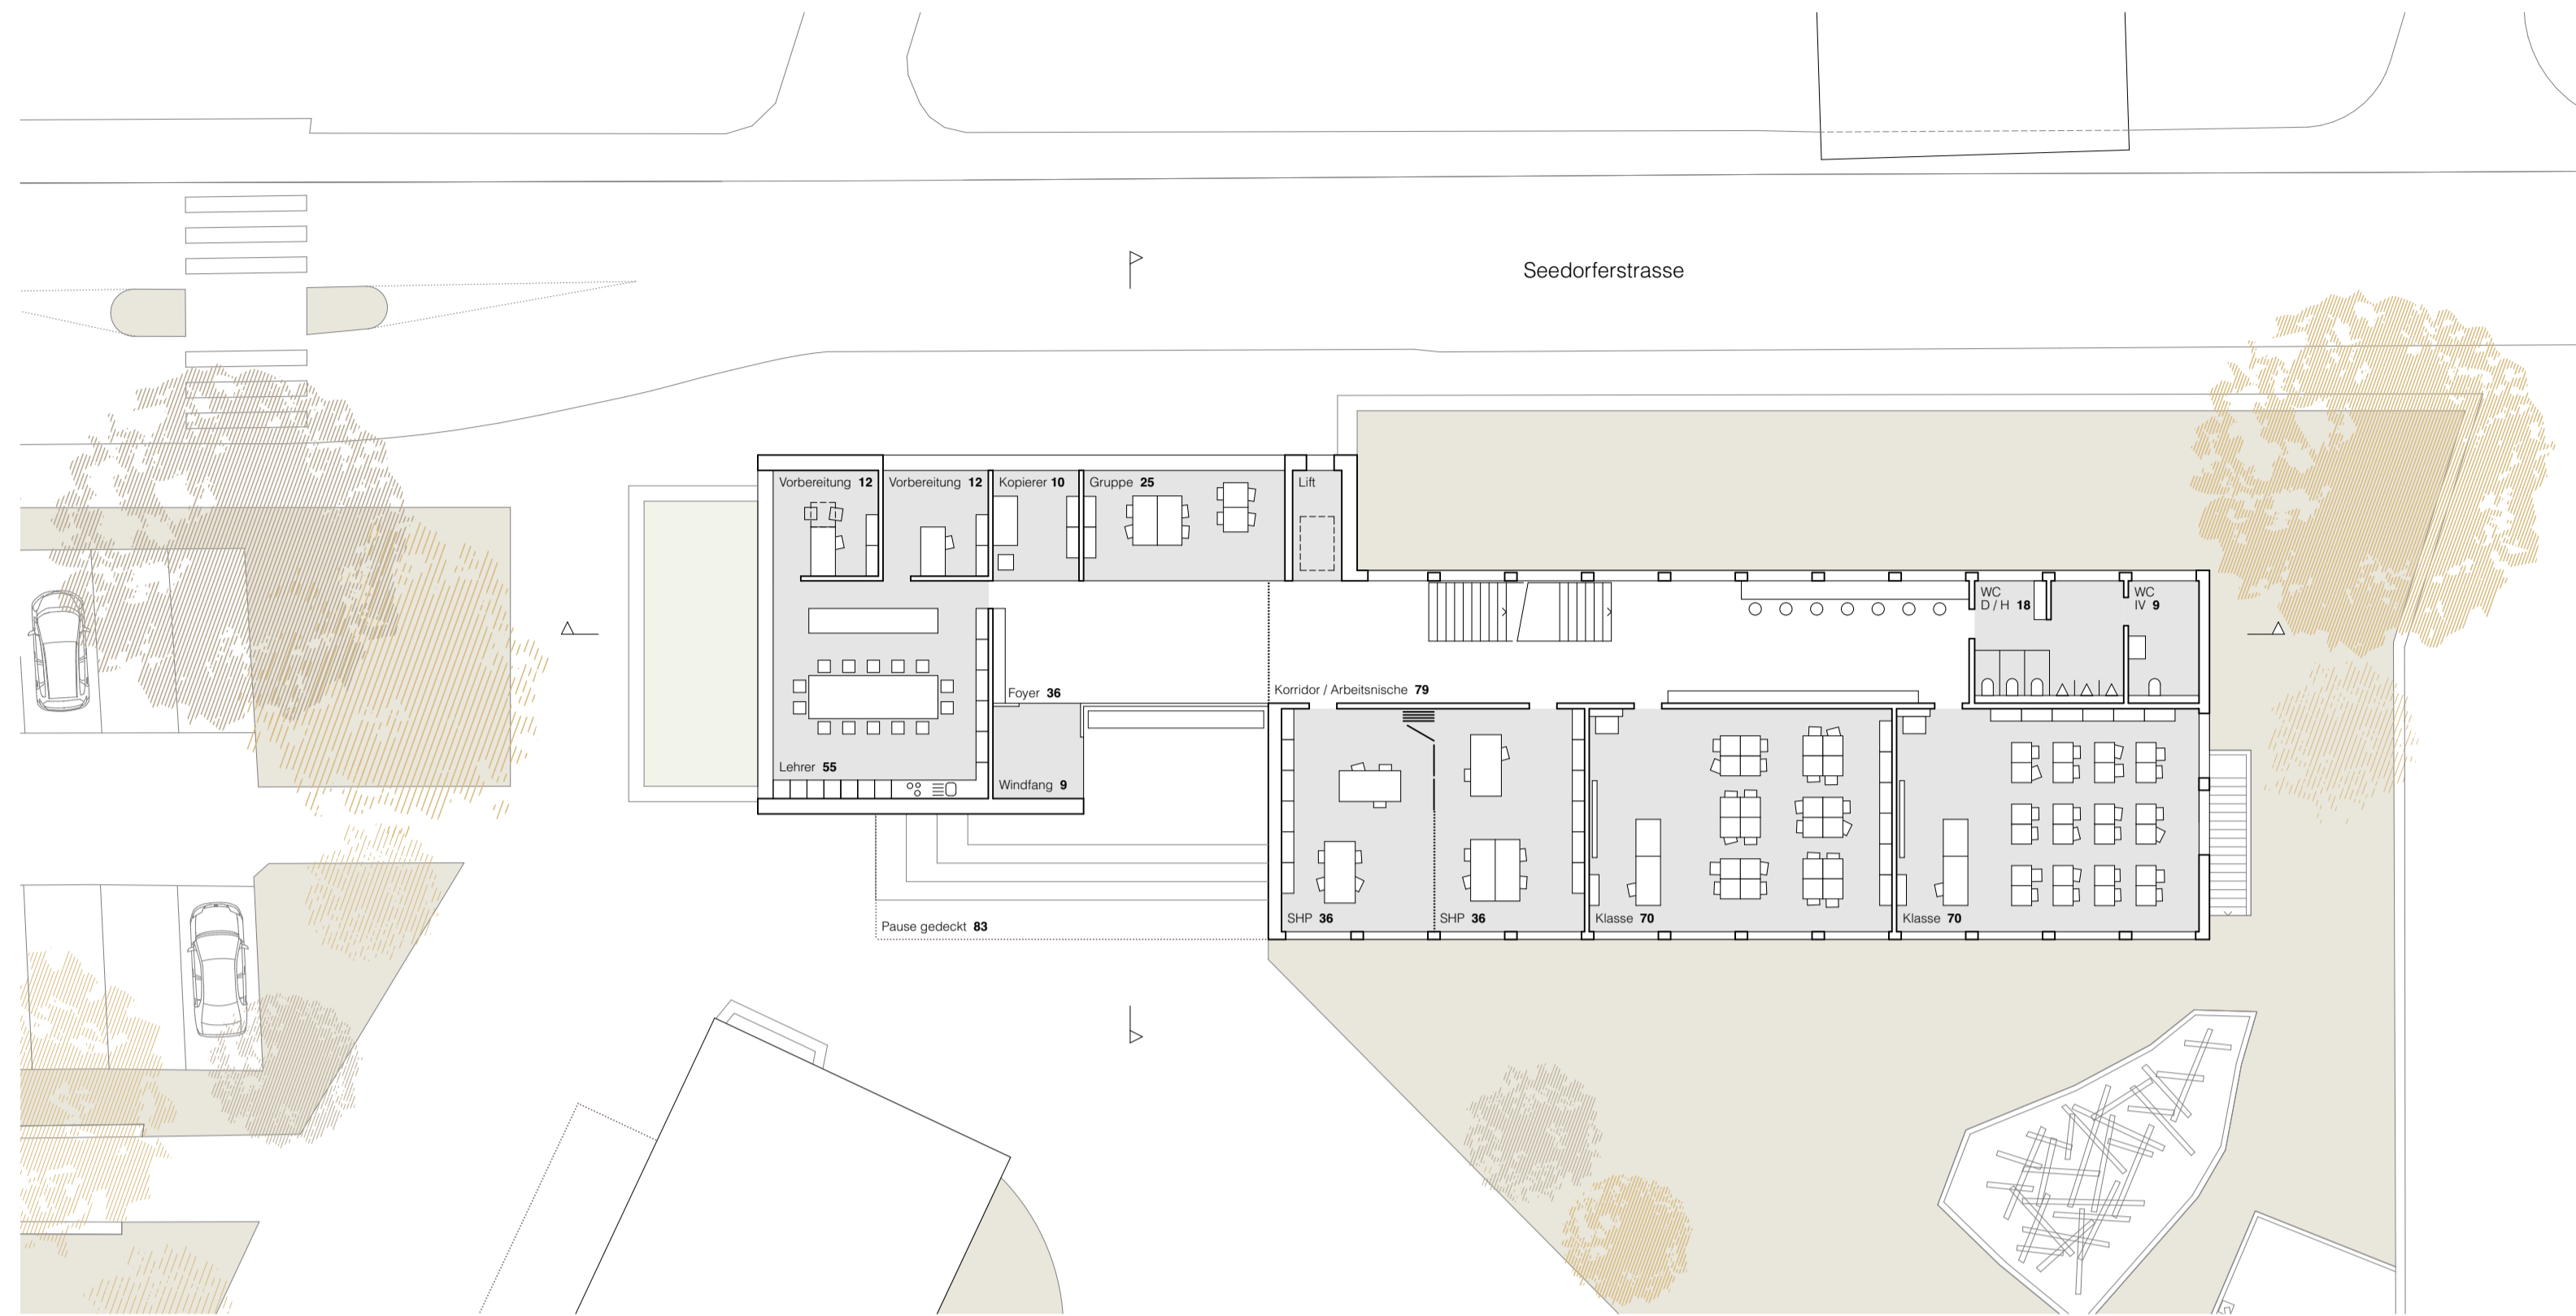 Seedorferstrasse
Vorbereitung 12
Vorbereitung 12
Kopierer 10
Gruppe 25
Lift
WC
D / H 18
WC
IV 9
Foyer 36
Korridor / Arbeitsnische 79
Lehrer 55
Windfang 9
Pause gedeckt 83
SHP 36
SHP 36
Klasse 70
Klasse 70